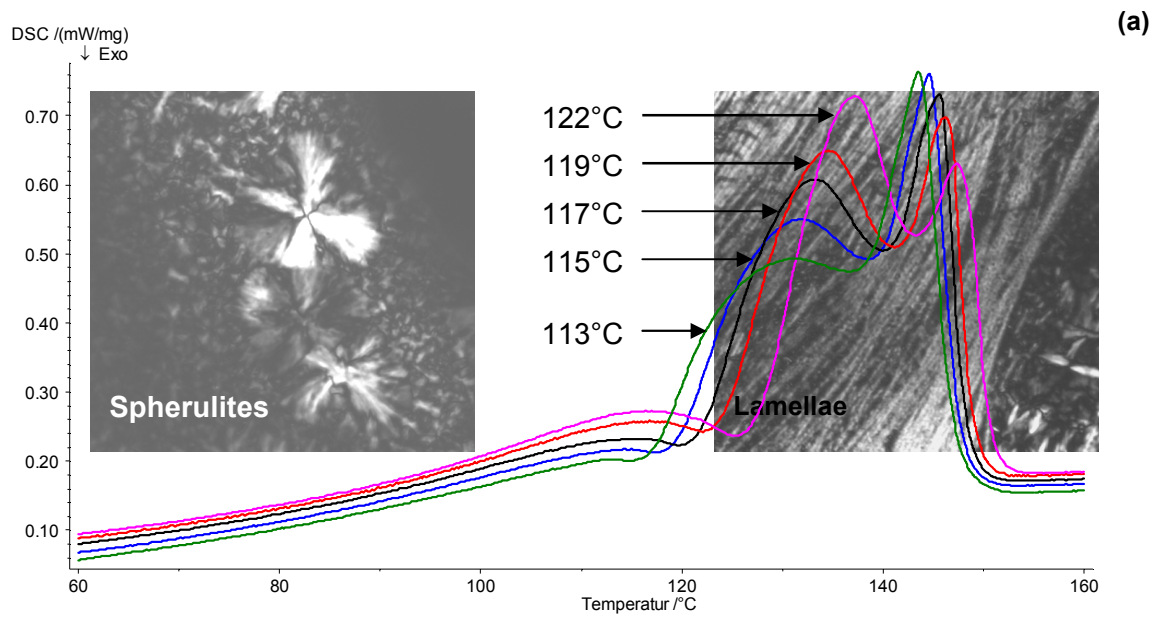 (a)
DSC /(mW/mg)
↓ Exo
0.70
0.60
0.50
0.40
0.30
0.20
0.10
122°C
119°C
117°C
115°C
113°C
Spherulites
Lamellae
60
80
100
120
140
160
Temperatur /°C